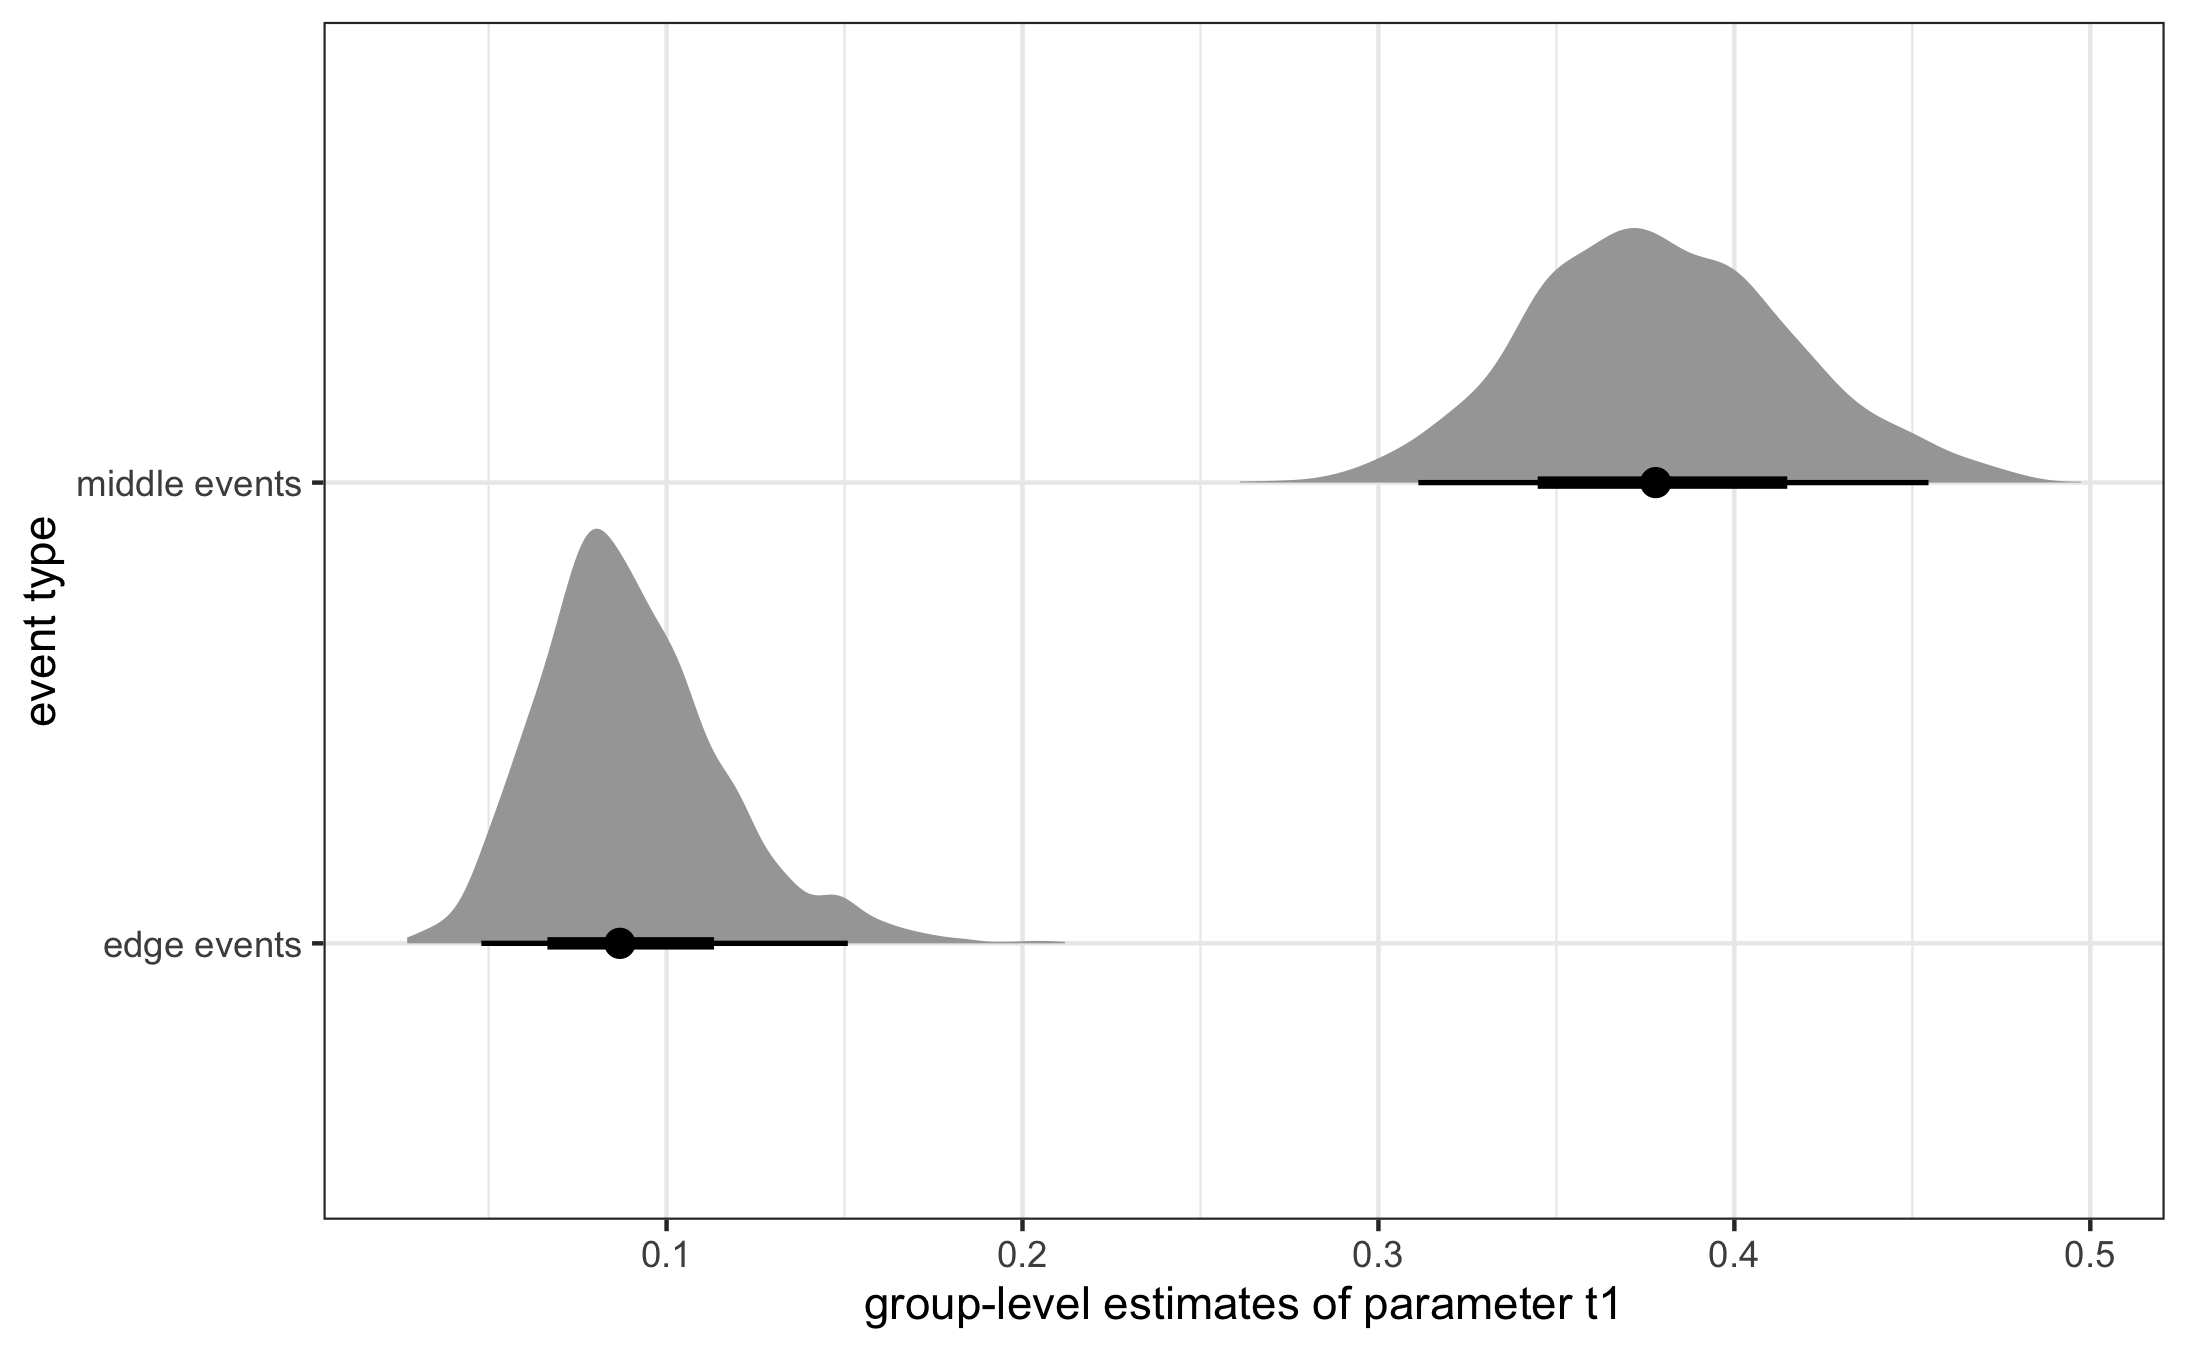 event type
middle events
edge events
0.1 0.2 0.3 0.4 0.5
group-level estimates of parameter t1